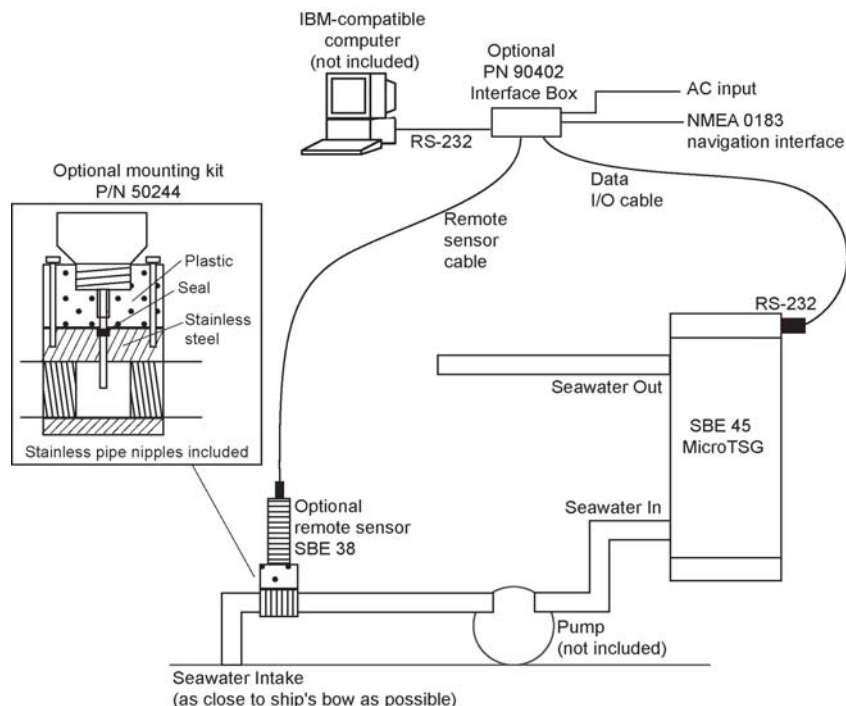 IBM-compatible
computer
(not included)
Optional
PN 90402
Interface Box
AC input
NMEA 0183
navigation interface
RS-232
Optional mounting kit
P/N 50244
Plastic
Seal
Stainless
steel
Stainless pipe nipples included
Remote
sensor
cable
Data
I/O cable
RS-232
Seawater Out
SBE 45
MicroTSG
Seawater In
Optional
remote sensor
SBE 38
Pump
(not included)
Seawater Intake
(as close to ship's bow as possible)